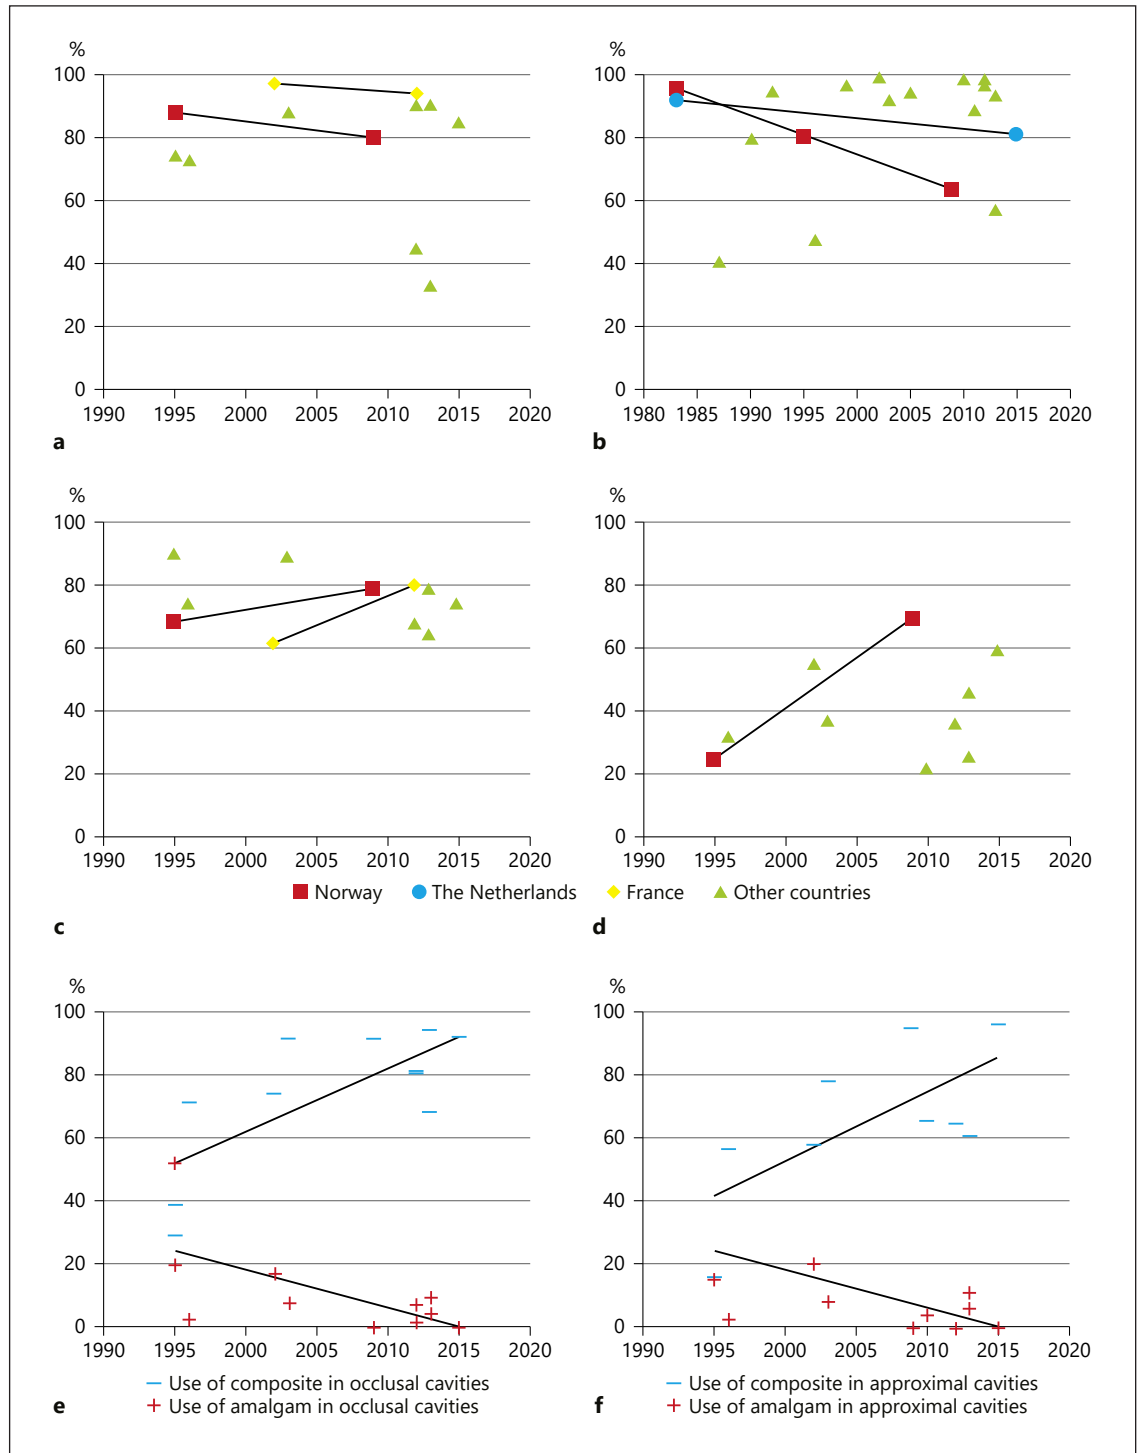 %
%
100
80
60
40
20
0
1990 1995 2000 2005 2010 2015 2020
a
100
80
60
40
20
0
1980 1985 1990 1995 2000 2005 2010 2015 2020
b
%
%
100
80
60
40
20
0
1990 1995 2000 2005 2010 2015 2020
100
80
60
40
20
0
1990 1995 2000 2005 2010 2015 2020
Norway The Netherlands France Other countries
c
d
%
%
100
80
60
40
20
0
1990 1995 2000 2005 2010 2015 2020
Use of composite in occlusal cavities
e Use of amalgam in occlusal cavities
100
80
60
40
20
0
1990 1995 2000 2005 2010 2015 2020
Use of composite in approximal cavities
f Use of amalgam in approximal cavities